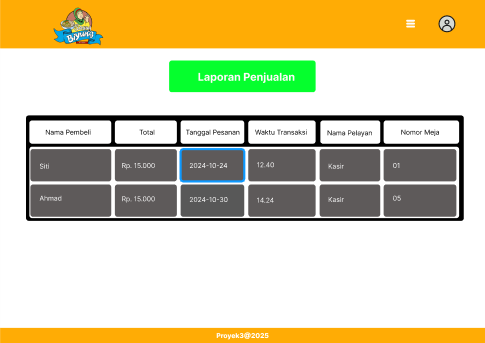 Laporan Penjualan
Nama Pembeli Total Tanggal Pesanan Waktu Transaksi Nama Pelayan Nomor Meja
Siti Rp. 15.000 2024-10-24 12.40 Kasir 01
Ahmad Rp. 15.000 2024-10-30 14.24 Kasir 05
Proyek3@2025